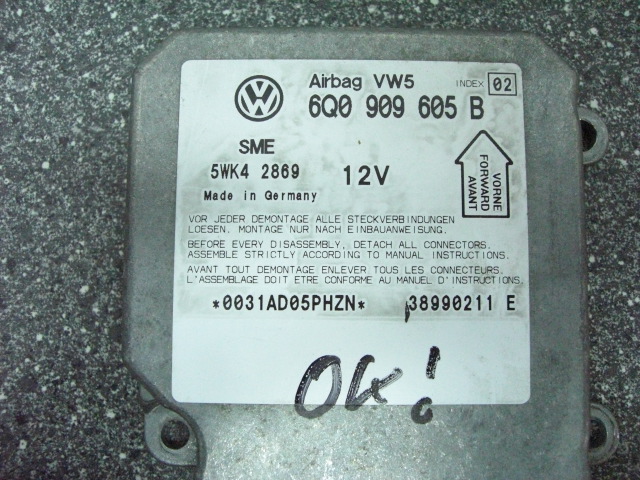 VW
Airbag VW5 INDEX 02
6Q0 909 605 B
SME
5WK4 2869 12V
Made in Germany
VORNE
FORWARD
AVANT
VOR JEDER DEMONTAGE ALLE STECKVERBINDUNGEN
LOESEN. MONTAGE NUR NACH EINBAUANWEISUNG.
BEFORE EVERY DISASSEMBLY, DETACH ALL CONNECTORS.
ASSEMBLE STRICTLY ACCORDING TO MANUAL INSTRUCTIONS.
AVANT TOUT DEMONTAGE ENLEVER TOUS LES CONNECTEURS.
L'ASSEMBLAGE DOIT ETRE CONFORME AU MANUEL D'INSTRUCTIONS.
*0031AD05PHZN* 38990211 E
Ok!